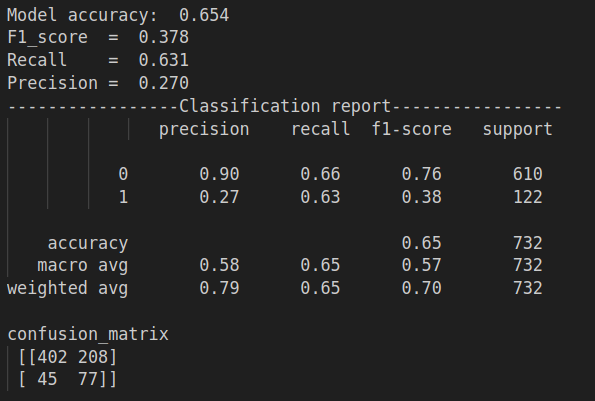 Model accuracy:  0.654
F1_score  =  0.378
Recall    =  0.631
Precision =  0.270
-----------------Classification report-----------------
precision    recall  f1-score   support
0       0.90      0.66      0.76       610
1       0.27      0.63      0.38       122
accuracy                           0.65       732
macro avg       0.58      0.65      0.57       732
weighted avg       0.79      0.65      0.70       732
confusion_matrix
[[402 208]
[ 45  77]]